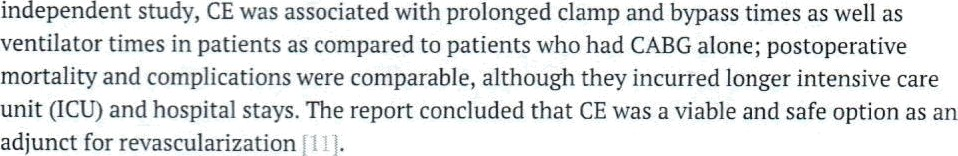 independent study, CE was associated with prolonged clamp and bypass times as well as
ventilator times in patients as compared to patients who had CABG alone; postoperative
mortality and complications were comparable, although they incurred longer intensive care
unit (ICU) and hospital stays. The report concluded that CE was a viable and safe option as an
adjunct for revascularization [11].